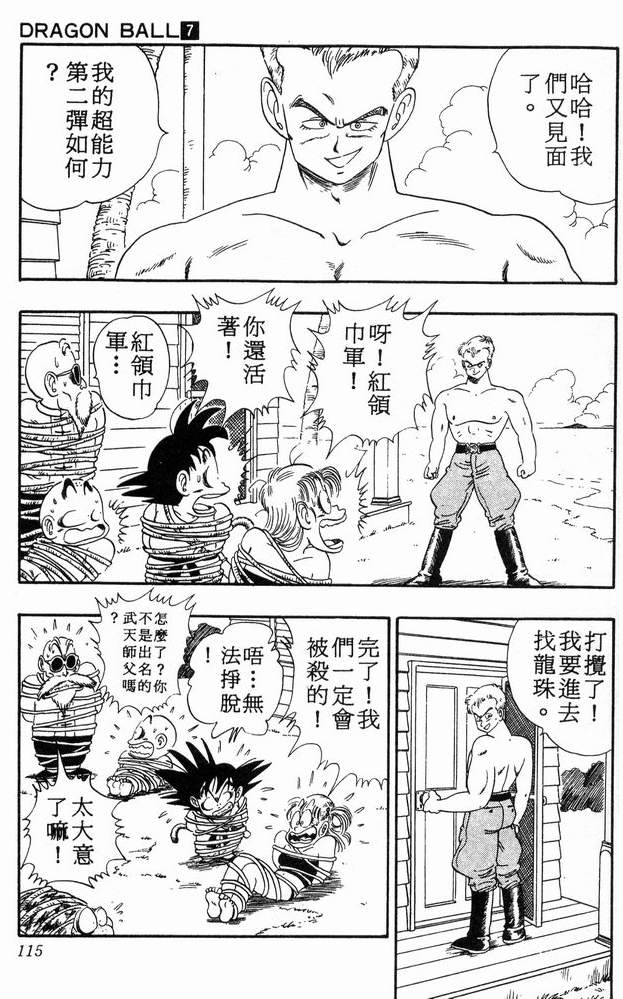 DRAGON BALL 7
哈哈！我
們又見面
了。
我的超能力
第二彈如何
？
呀！紅領
巾軍！
你還活
著！
紅領巾
軍…
打攪了！
我要進去
找龍珠。
完了！我
們一定會
被殺的！
唔…無
法掙脫
！
怎麼了？你
不是出名的
武天師父嗎
？
太大意
了嘛！
115